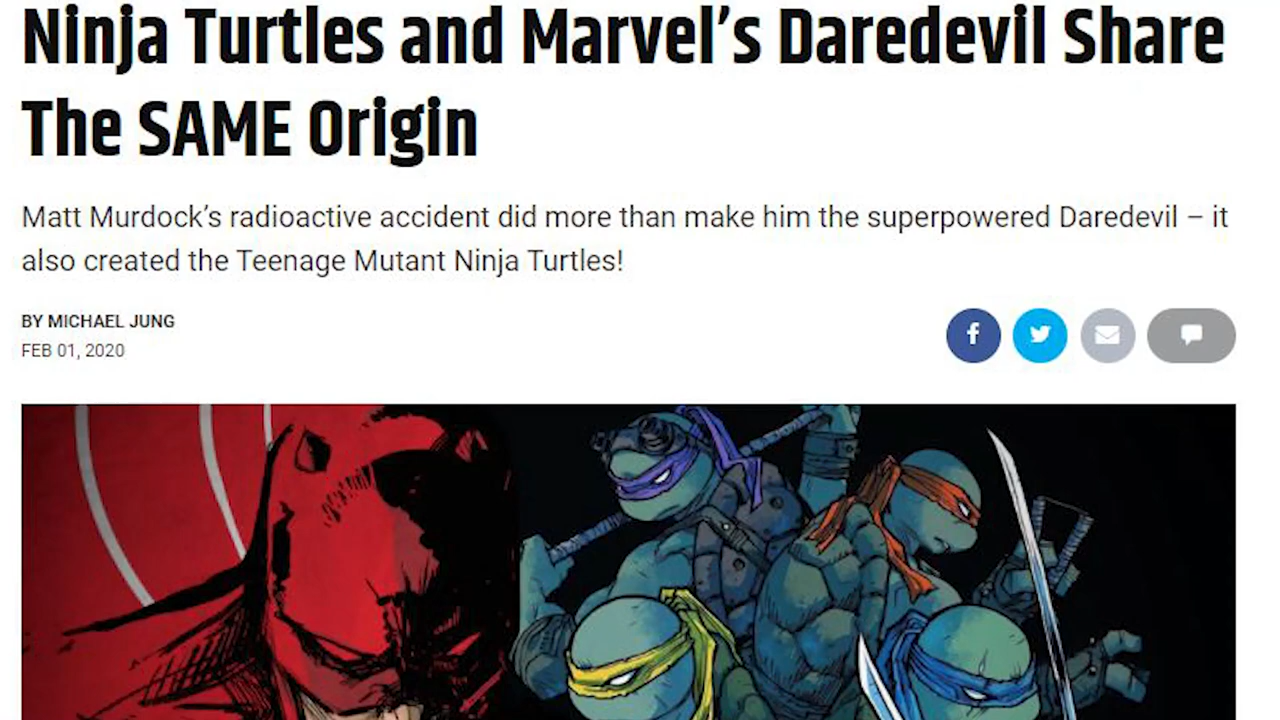 Ninja Turtles and Marvel’s Daredevil Share
The SAME Origin
Matt Murdock’s radioactive accident did more than make him the superpowered Daredevil – it
also created the Teenage Mutant Ninja Turtles!
BY MICHAEL JUNG
FEB 01, 2020